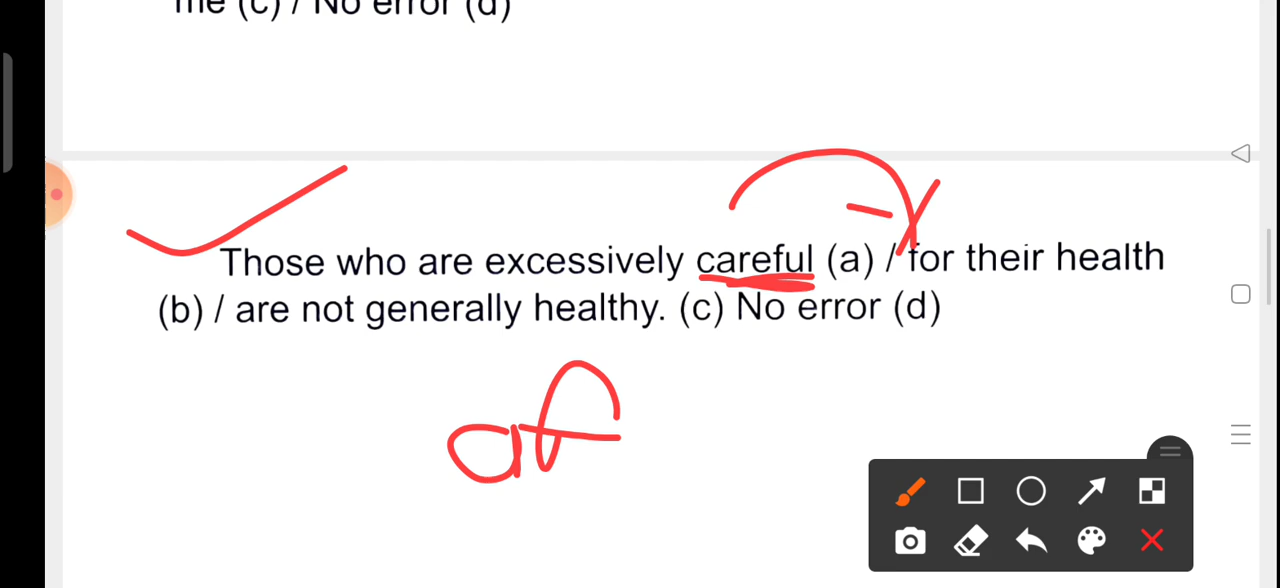 me (c) / No error (d)
Those who are excessively careful (a) / for their health
(b) / are not generally healthy. (c) No error (d)
of